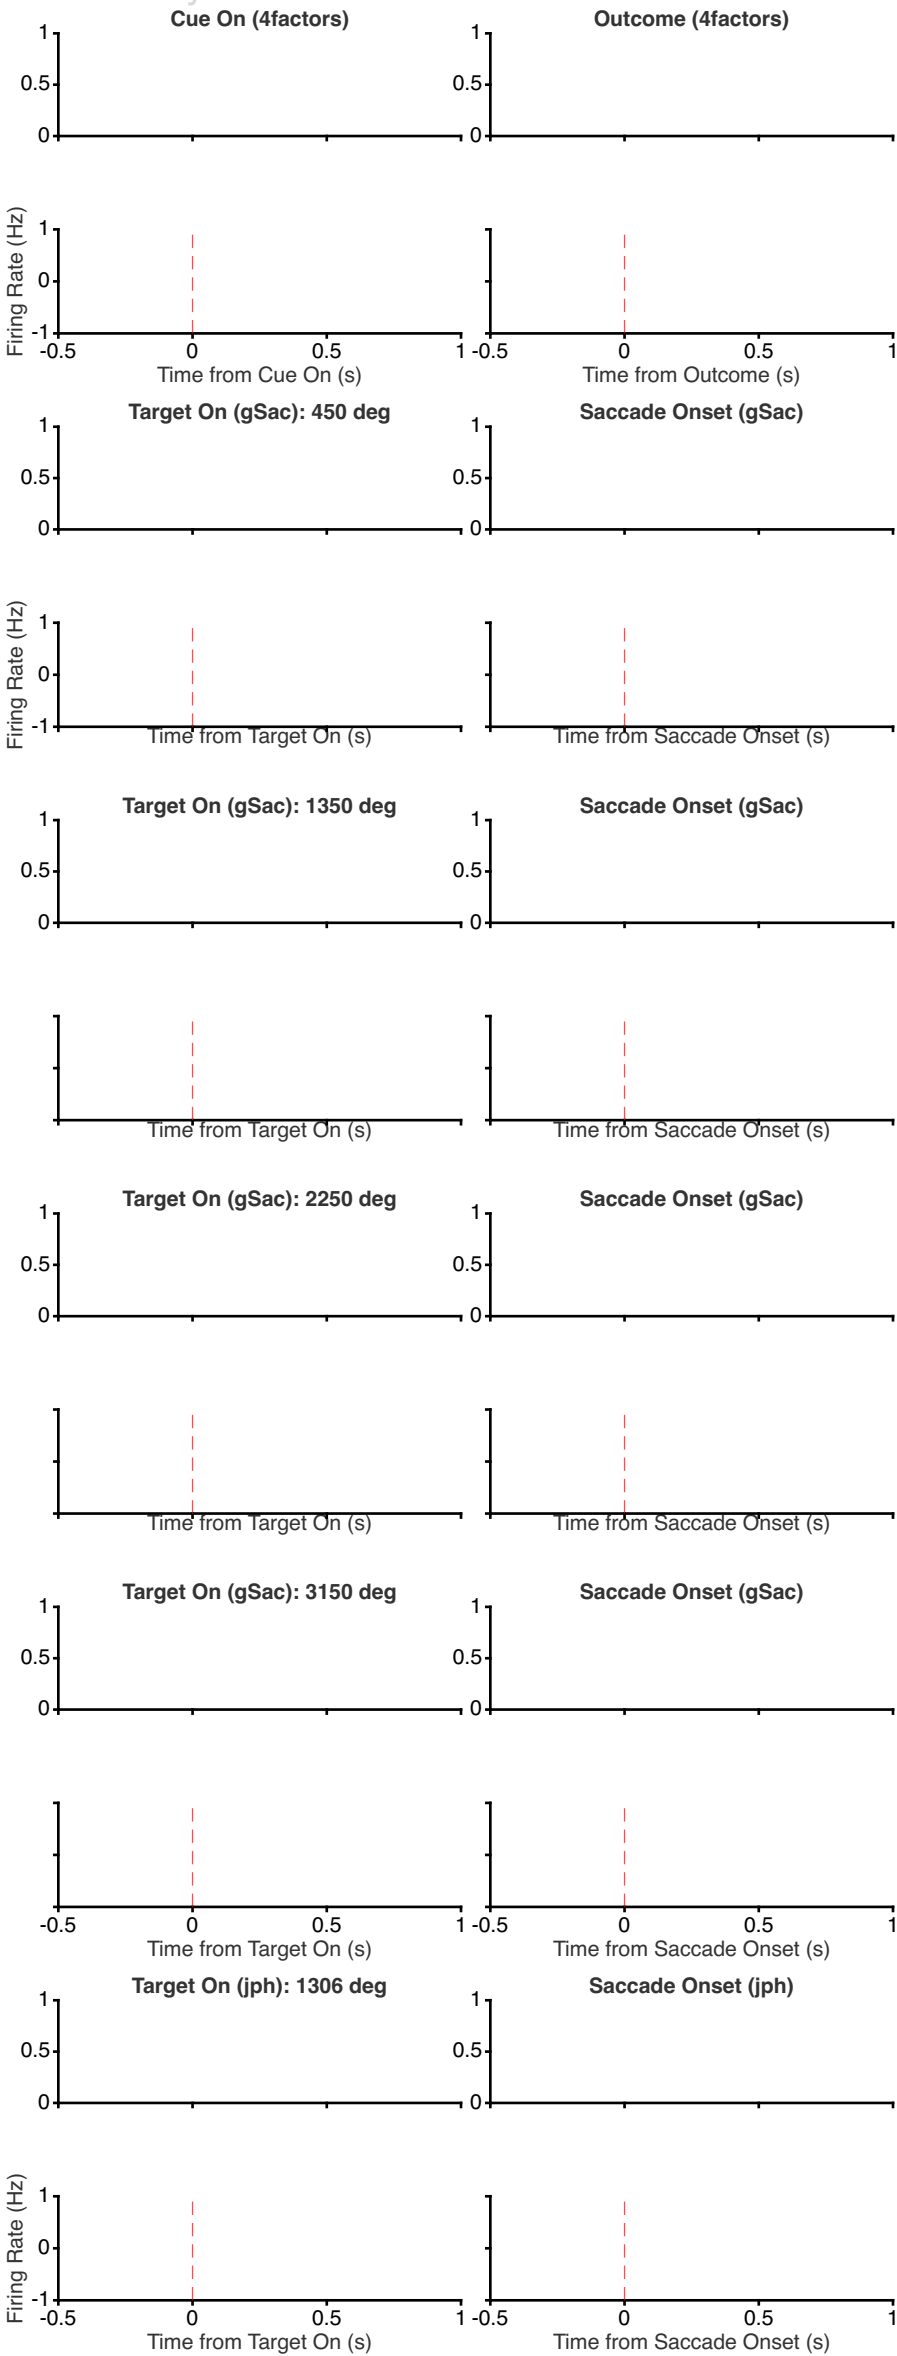 Cue On (4factors) Outcome (4factors)
1 1
0.5 0.5
0 0
Firing Rate (Hz)
1
0
-1
-0.5 0 0.5 1 -0.5 0 0.5 1
Time from Cue On (s) Time from Outcome (s)
Target On (gSac): 450 deg Saccade Onset (gSac)
1 1
0.5 0.5
0 0
Firing Rate (Hz)
1
0
-1
Time from Target On (s) Time from Saccade Onset (s)
Target On (gSac): 1350 deg Saccade Onset (gSac)
1 1
0.5 0.5
0 0
Time from Target On (s) Time from Saccade Onset (s)
Target On (gSac): 2250 deg Saccade Onset (gSac)
1 1
0.5 0.5
0 0
Time from Target On (s) Time from Saccade Onset (s)
Target On (gSac): 3150 deg Saccade Onset (gSac)
1 1
0.5 0.5
0 0
-0.5 0 0.5 1 -0.5 0 0.5 1
Time from Target On (s) Time from Saccade Onset (s)
Target On (jph): 1306 deg Saccade Onset (jph)
1 1
0.5 0.5
0 0
Firing Rate (Hz)
1
0
-1
-0.5 0 0.5 1 -0.5 0 0.5 1
Time from Target On (s) Time from Saccade Onset (s)